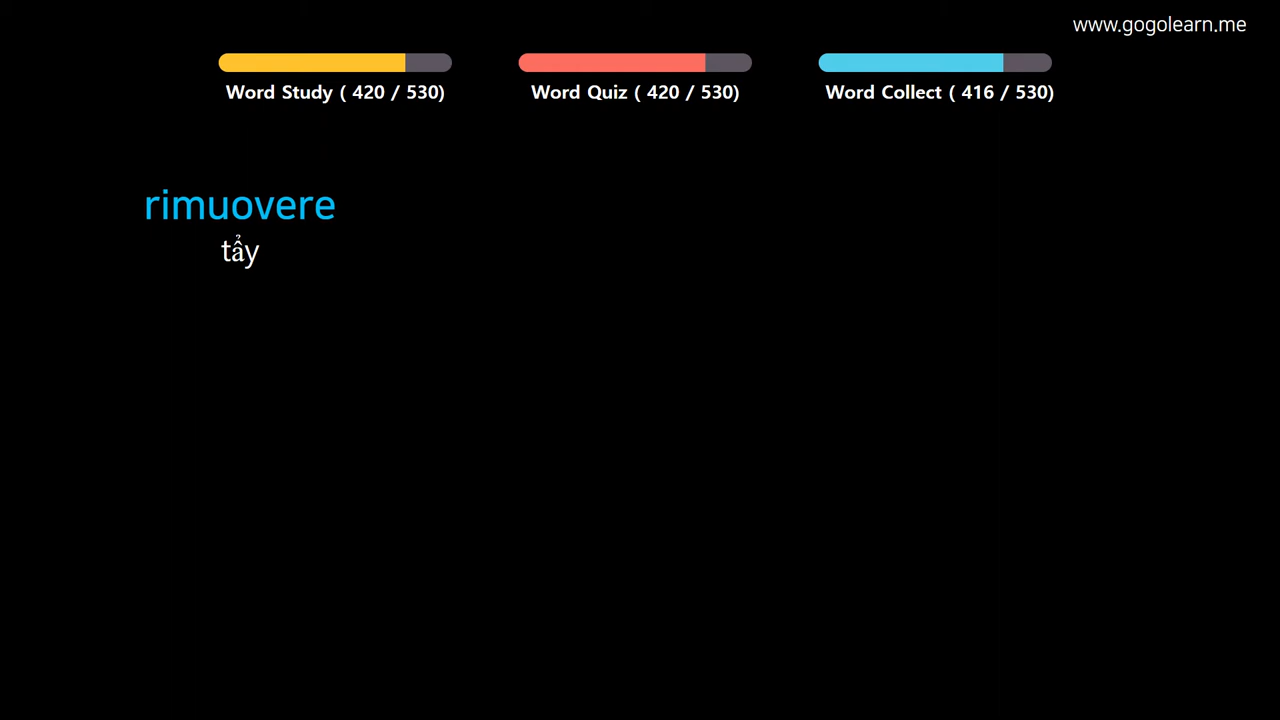 www.gogolearn.me
Word Study ( 420 / 530)
Word Quiz ( 420 / 530)
Word Collect ( 416 / 530)
rimuovere
tẩy